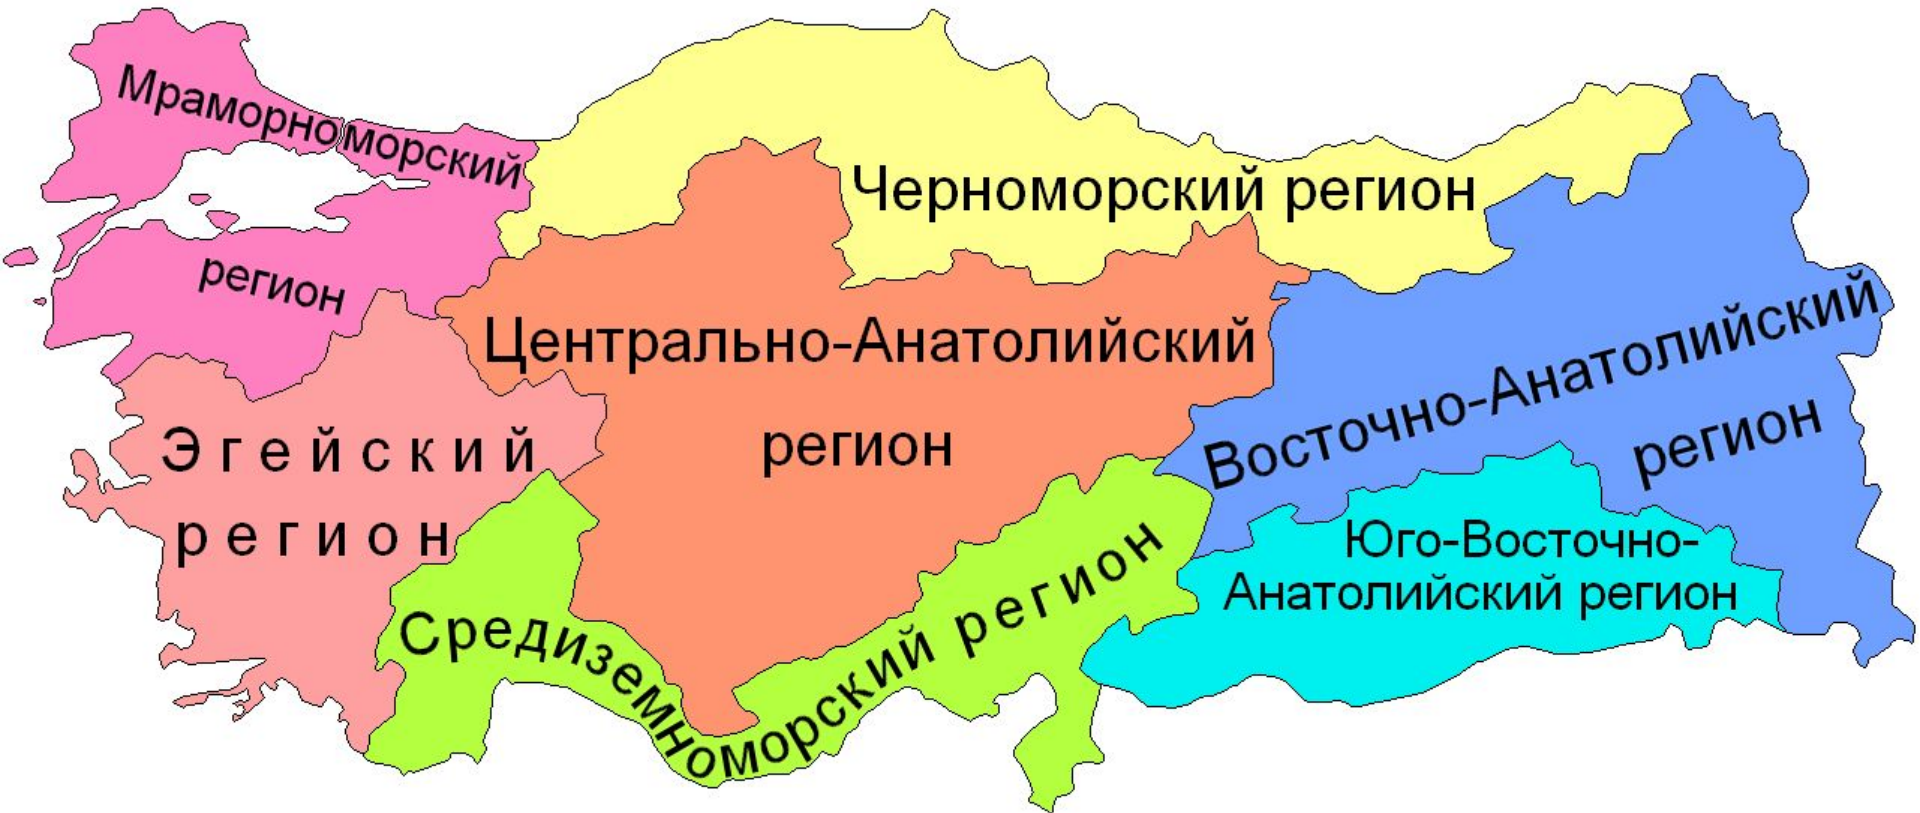 Мраморноморский
регион
Черноморский регион
Центрально-Анатолийский
регион
Восточно-Анатолийский
регион
Эгейский
регион
Юго-Восточно-
Анатолийский регион
Средиземноморский регион